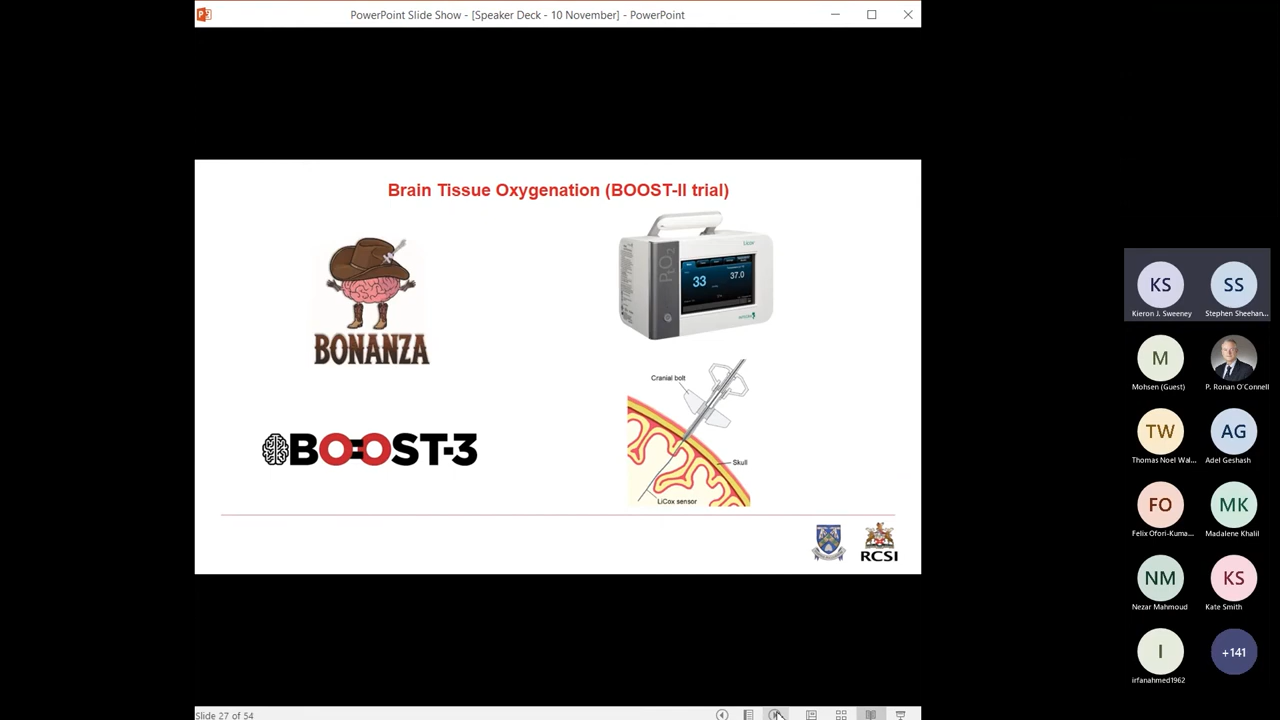 PowerPoint Slide Show - [Speaker Deck - 10 November] - PowerPoint
Brain Tissue Oxygenation (BOOST-II trial)
BONANZA
BOOST-3
PbtO2
33
37.0
Cranial bolt
Skull
LiCox sensor
RCSI
KS
Kieron J. Sweeney
SS
Stephen Sheehan...
M
Mohsen (Guest)
P. Ronan O'Connell
TW
Thomas Noel Wal...
AG
Adel Geshash
FO
Felix Ofori-Kuma...
MK
Madalene Khalil
NM
Nezar Mahmoud
KS
Kate Smith
I
irfanahmed1962
+141
Slide 27 of 54